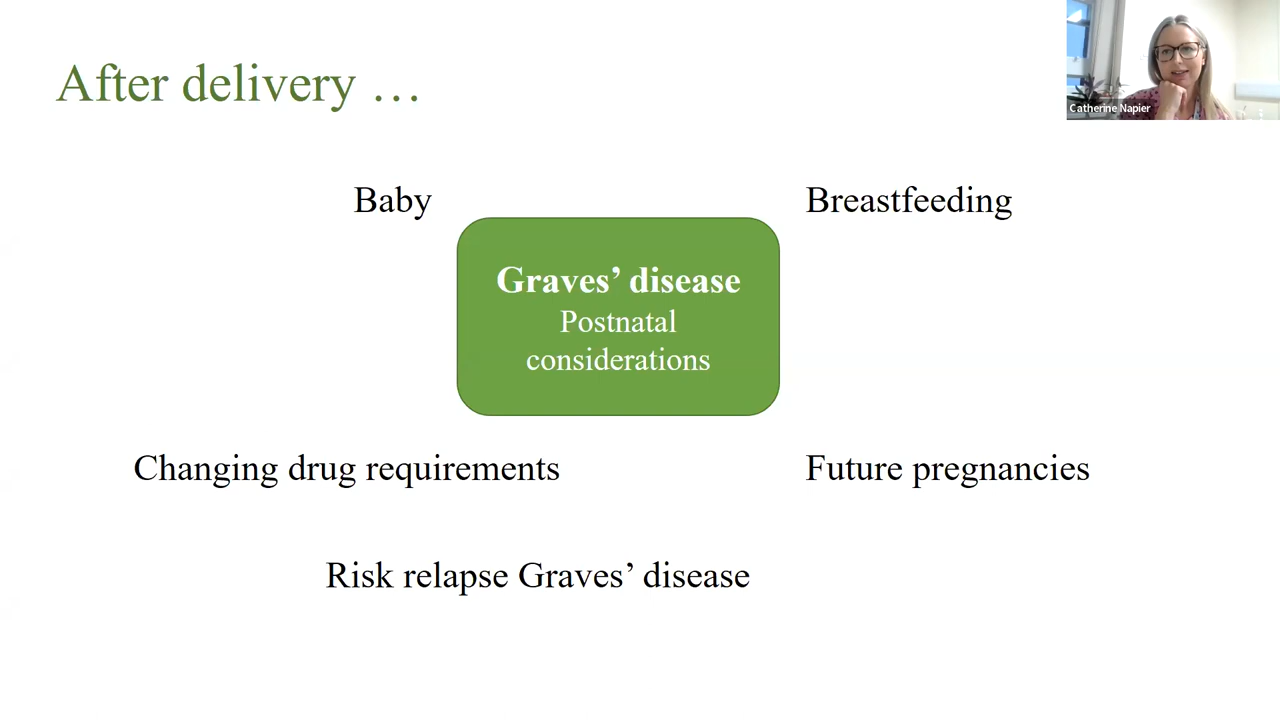 After delivery …
Catherine Napier
Baby
Breastfeeding
Graves’ disease
Postnatal
considerations
Changing drug requirements
Future pregnancies
Risk relapse Graves’ disease